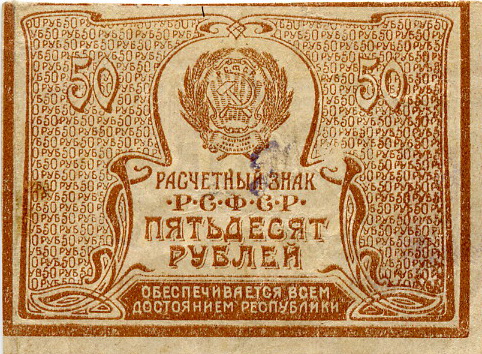 50 50
РАСЧЕТНЫЙ ЗНАК
Р·С·Ф·С·Р·
ПЯТЬДЕСЯТ
РУБЛЕЙ
ОБЕСПЕЧИВАЕТСЯ ВСЕМ
ДОСТОЯНИЕМ РЕСПУБЛИКИ